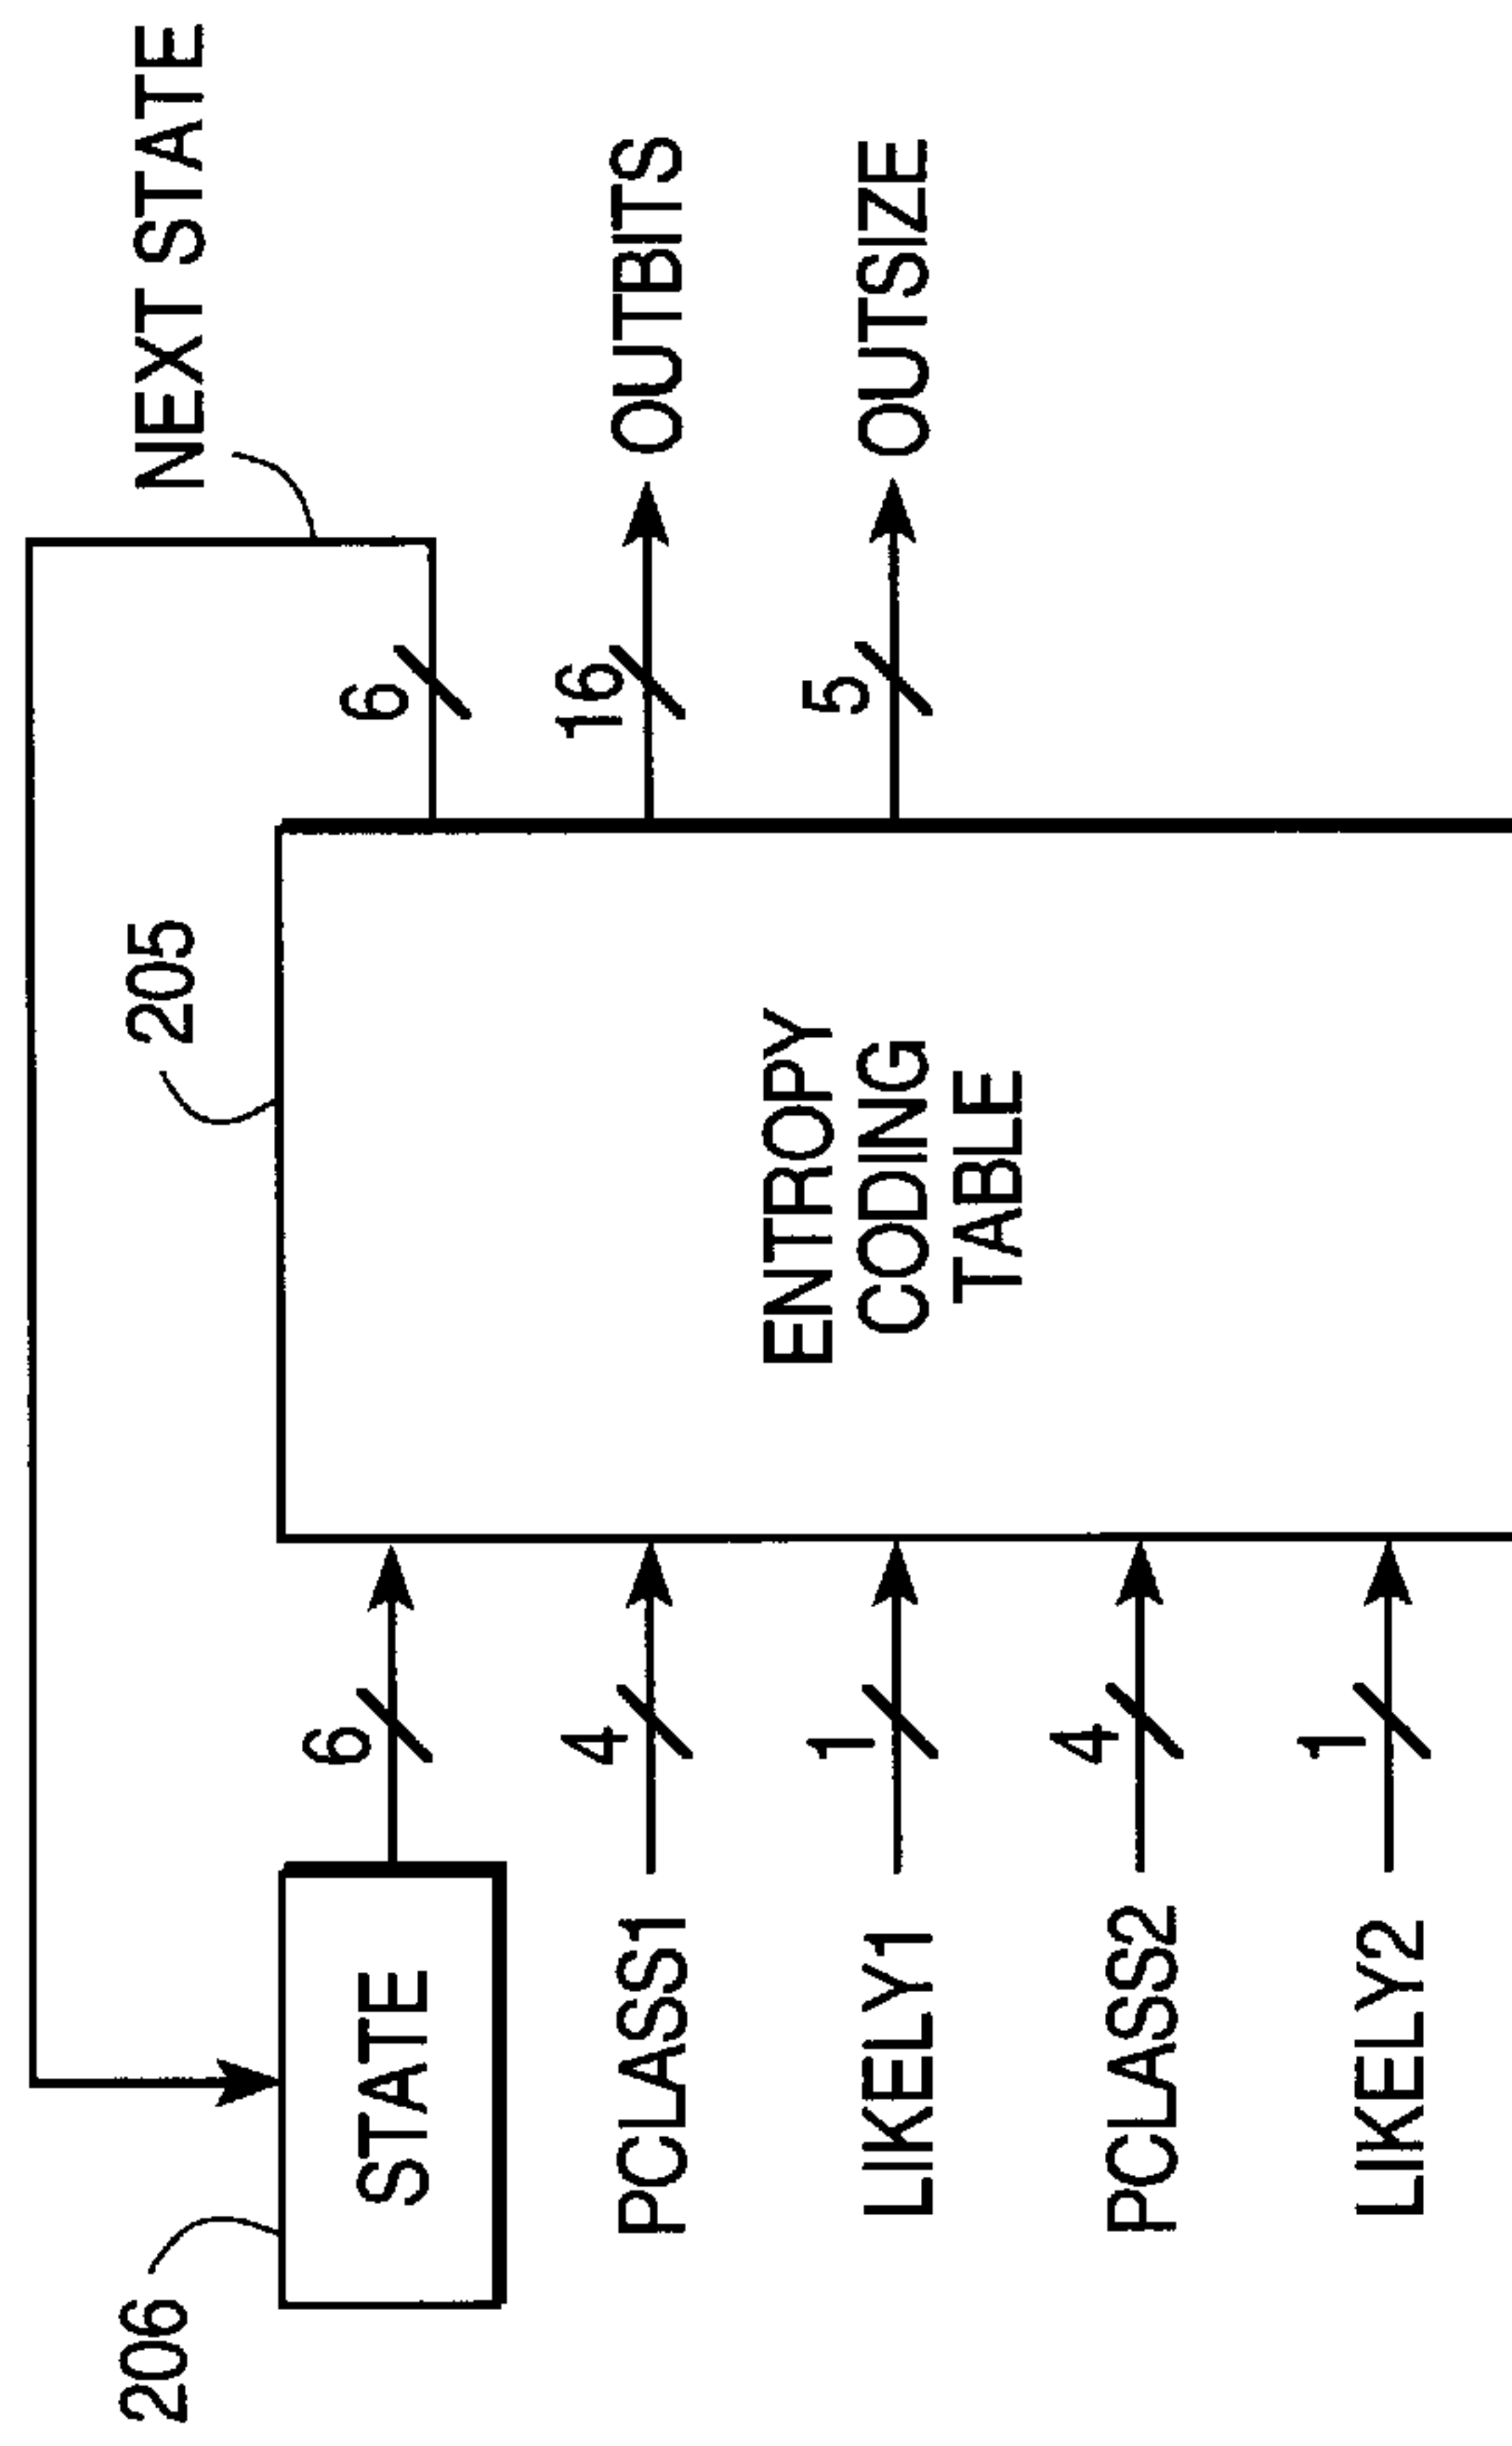 NEXT STATE
205
206
STATE
6
6
PCLASS1
4
16
OUTBITS
LIKELY1
1
5
OUTSIZE
ENTROPY
CODING
TABLE
PCLASS2
4
LIKELY2
1